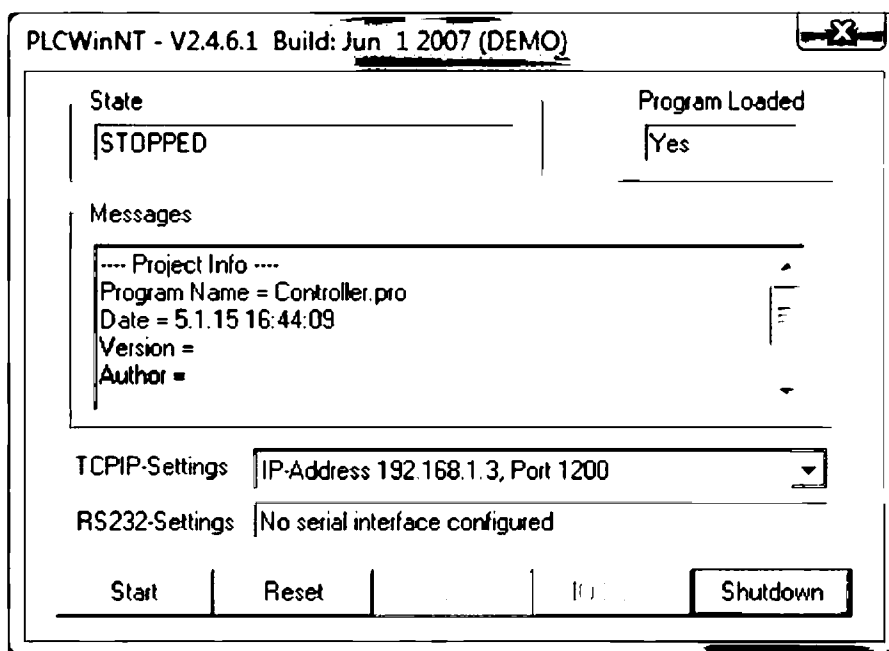 PLCWinNT - V2.4.6.1 Build: Jun 1 2007 (DEMO)
State
STOPPED
Program Loaded
Yes
Messages
---- Project Info ----
Program Name = Controller.pro
Date = 5.1.15 16:44:09
Version =
Author =
TCPIP-Settings
IP-Address 192.168.1.3, Port 1200
RS232-Settings
No serial interface configured
Start
Reset
Shutdown